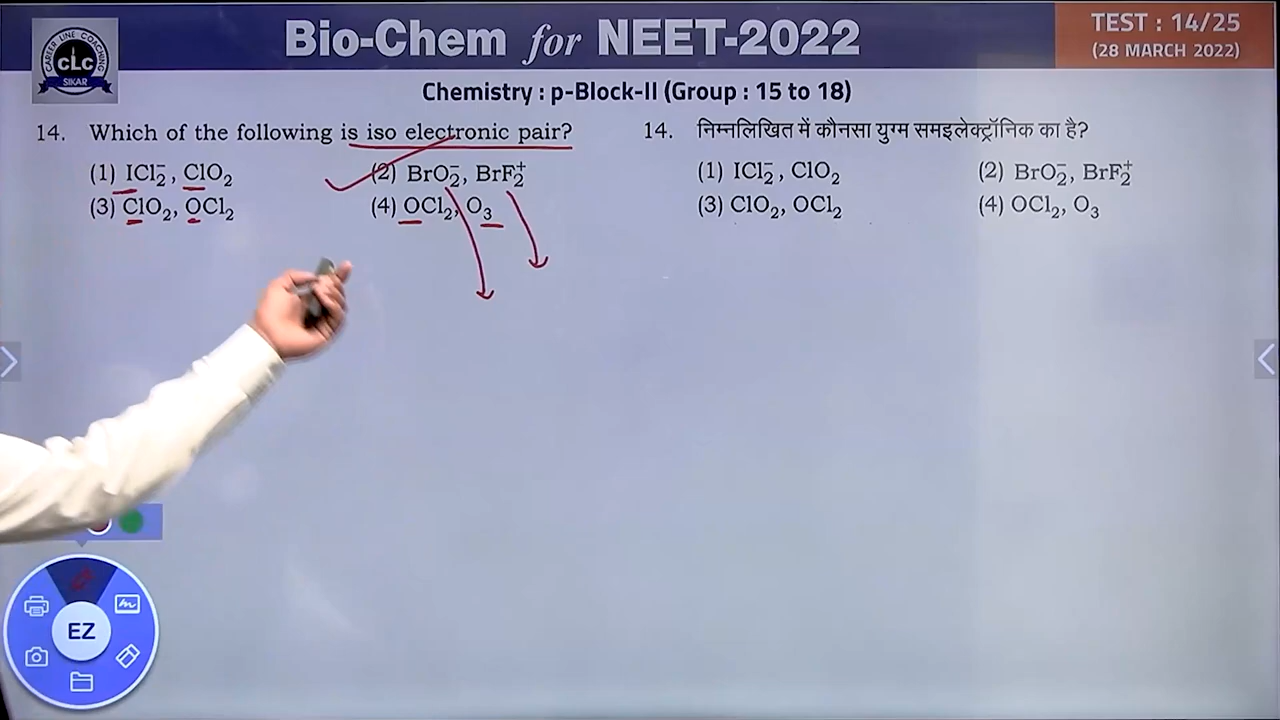 CAREER LINE COACHING
CLC
SIKAR
Bio-Chem for NEET-2022
TEST : 14/25
(28 MARCH 2022)
Chemistry : p-Block-II (Group : 15 to 18)
14. Which of the following is iso electronic pair?
(1) ICl₂⁻, ClO₂ (2) BrO₂⁻, BrF₂⁺
(3) ClO₂, OCl₂ (4) OCl₂, O₃
14. निम्नलिखित में कौनसा युग्म समइलेक्ट्रॉनिक का है?
(1) ICl₂⁻, ClO₂ (2) BrO₂⁻, BrF₂⁺
(3) ClO₂, OCl₂ (4) OCl₂, O₃
EZ